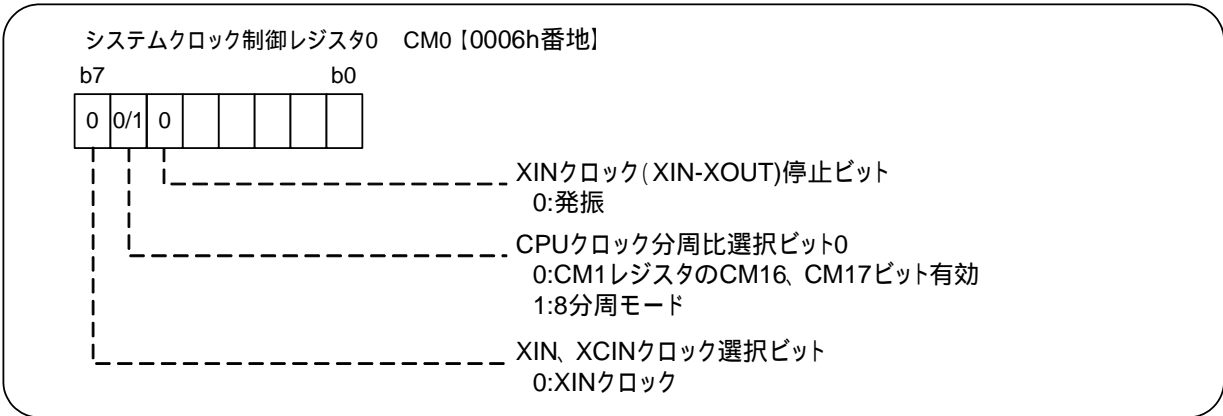 システムクロック制御レジスタ0 CM0【0006h番地】
b7 b0
0 0/1 0
XINクロック(XIN-XOUT)停止ビット
0:発振
CPUクロック分周比選択ビット0
0:CM1レジスタのCM16、CM17ビット有効
1:8分周モード
XIN、XCINクロック選択ビット
0:XINクロック